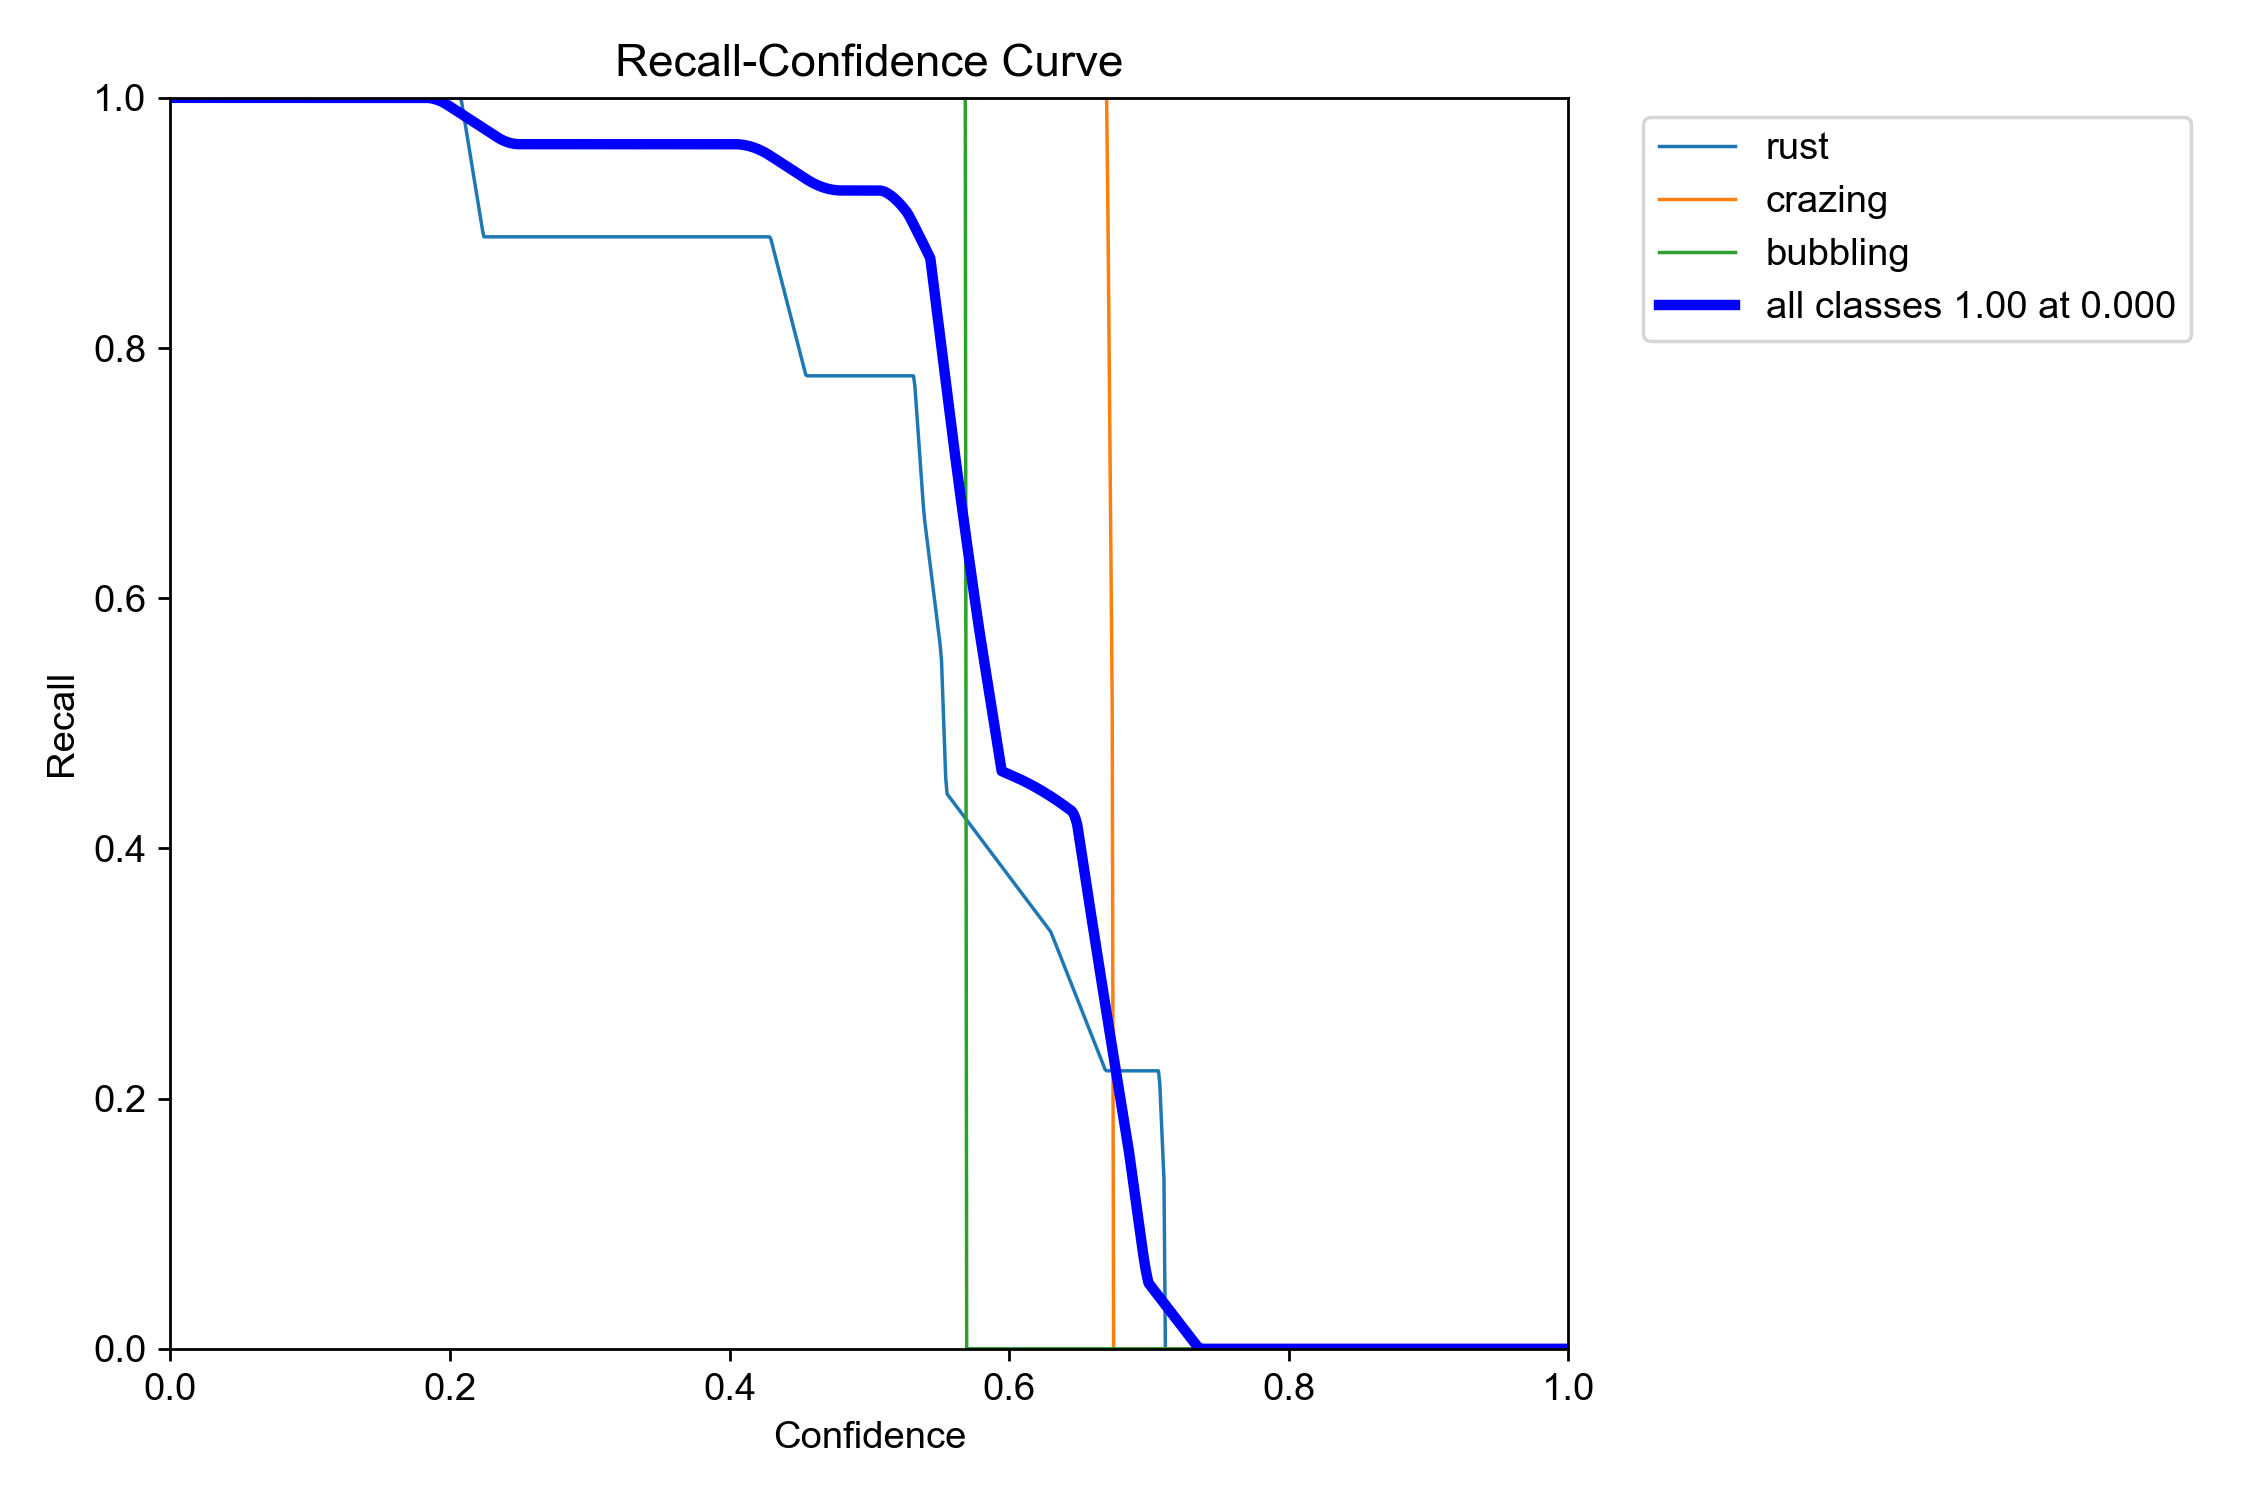 Recall-Confidence Curve
1.0
0.8
0.6
0.4
0.2
0.0
Recall
0.0 0.2 0.4 0.6 0.8 1.0
Confidence
rust
crazing
bubbling
all classes 1.00 at 0.000